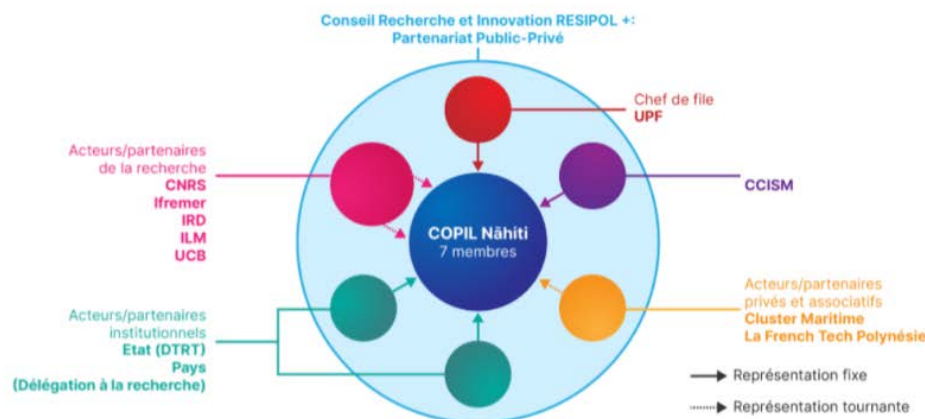 Conseil Recherche et Innovation RESIPOL +:
Partenariat Public-Privé
Chef de file
UPF
Acteurs/partenaires
de la recherche
CNRS
Ifremer
IRD
ILM
UCB
CCISM
COPIL Nāhiti
7 membres
Acteurs/partenaires
institutionnels
Etat (DTRT)
Pays
(Délégation à la recherche)
Acteurs/partenaires
privés et associatifs
Cluster Maritime
La French Tech Polynésie
Représentation fixe
Représentation tournante